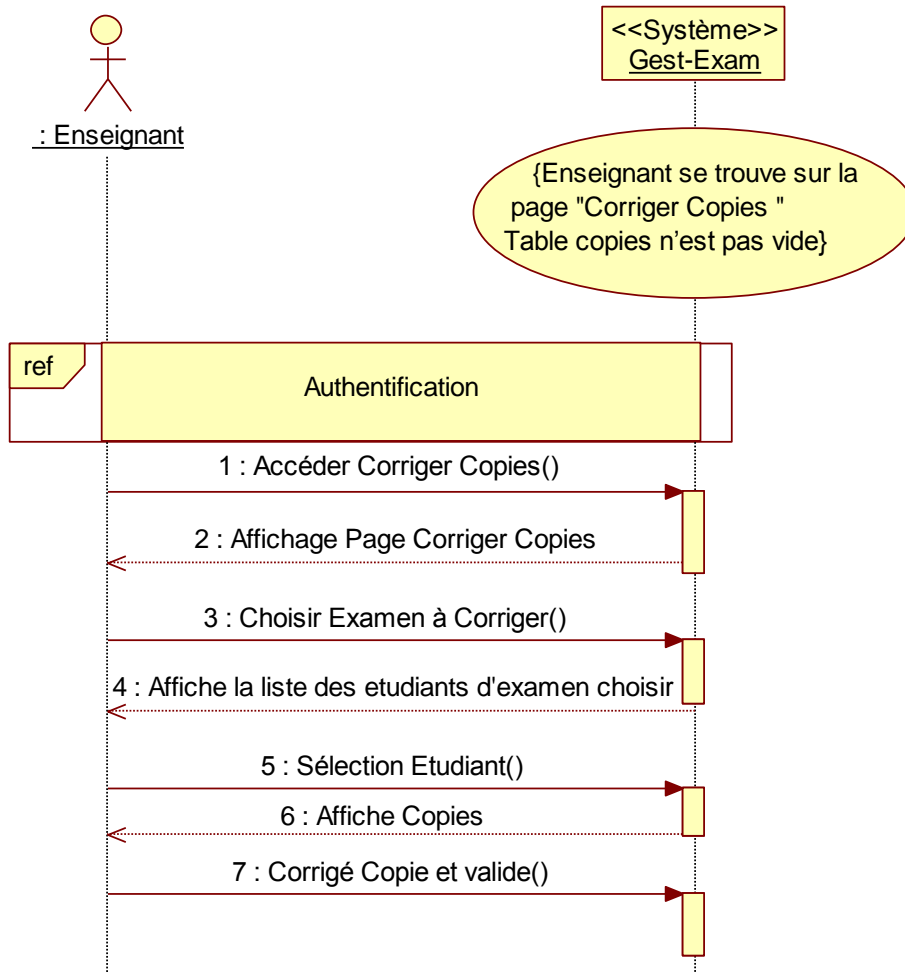 <<Système>>
Gest-Exam
: Enseignant
{Enseignant se trouve sur la
page "Corriger Copies "
Table copies n’est pas vide}
ref
Authentification
1 : Accéder Corriger Copies()
2 : Affichage Page Corriger Copies
3 : Choisir Examen à Corriger()
4 : Affiche la liste des etudiants d'examen choisir
5 : Sélection Etudiant()
6 : Affiche Copies
7 : Corrigé Copie et valide()